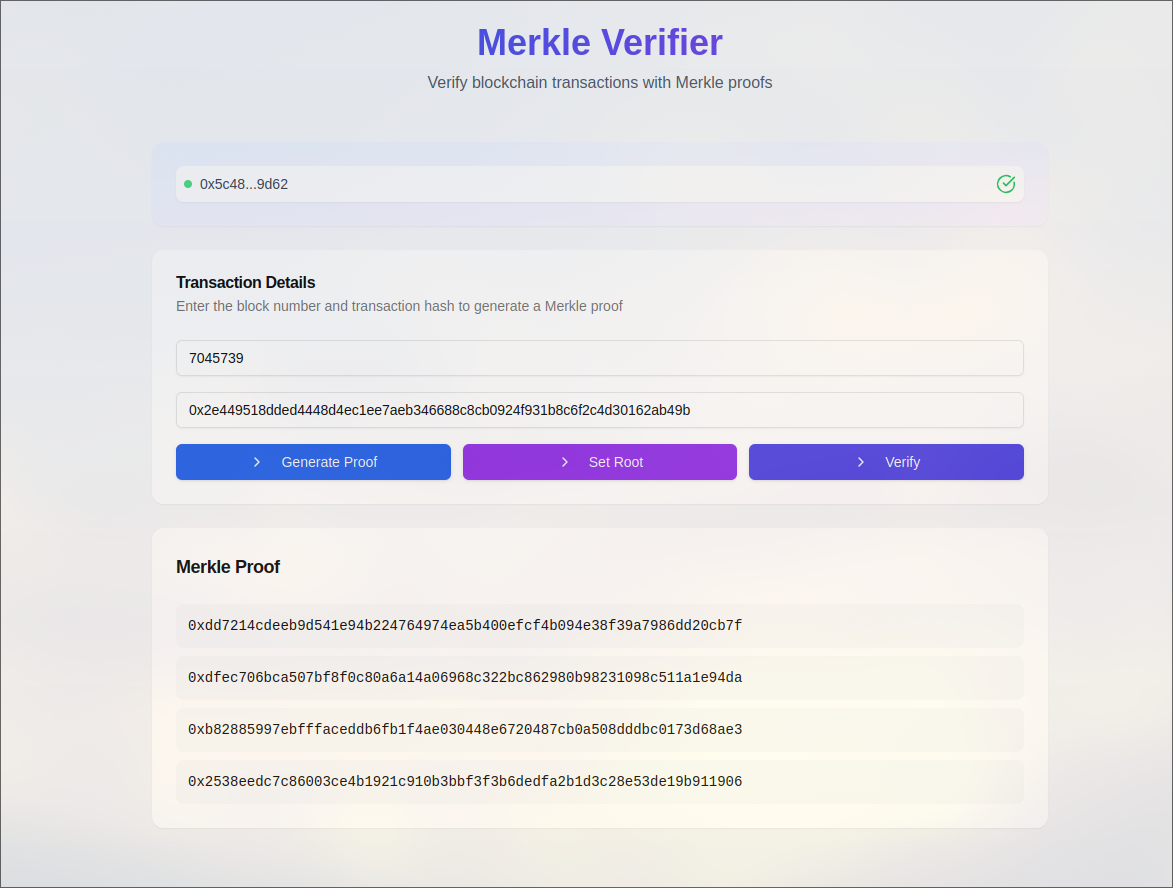 Merkle Verifier
Verify blockchain transactions with Merkle proofs
0x5c48...9d62
Transaction Details
Enter the block number and transaction hash to generate a Merkle proof
7045739
0x2e449518dded4448d4ec1ee7aeb346688c8cb0924f931b8c6f2c4d30162ab49b
Generate Proof
Set Root
Verify
Merkle Proof
0xdd7214cdeeb9d541e94b224764974ea5b400efcf4b094e38f39a7986dd20cb7f
0xdfec706bca507bf8f0c80a6a14a06968c322bc862980b98231098c511a1e94da
0xb82885997ebfffaceddb6fb1f4ae030448e6720487cb0a508dddbc0173d68ae3
0x2538eedc7c86003ce4b1921c910b3bbf3f3b6dedfa2b1d3c28e53de19b911906